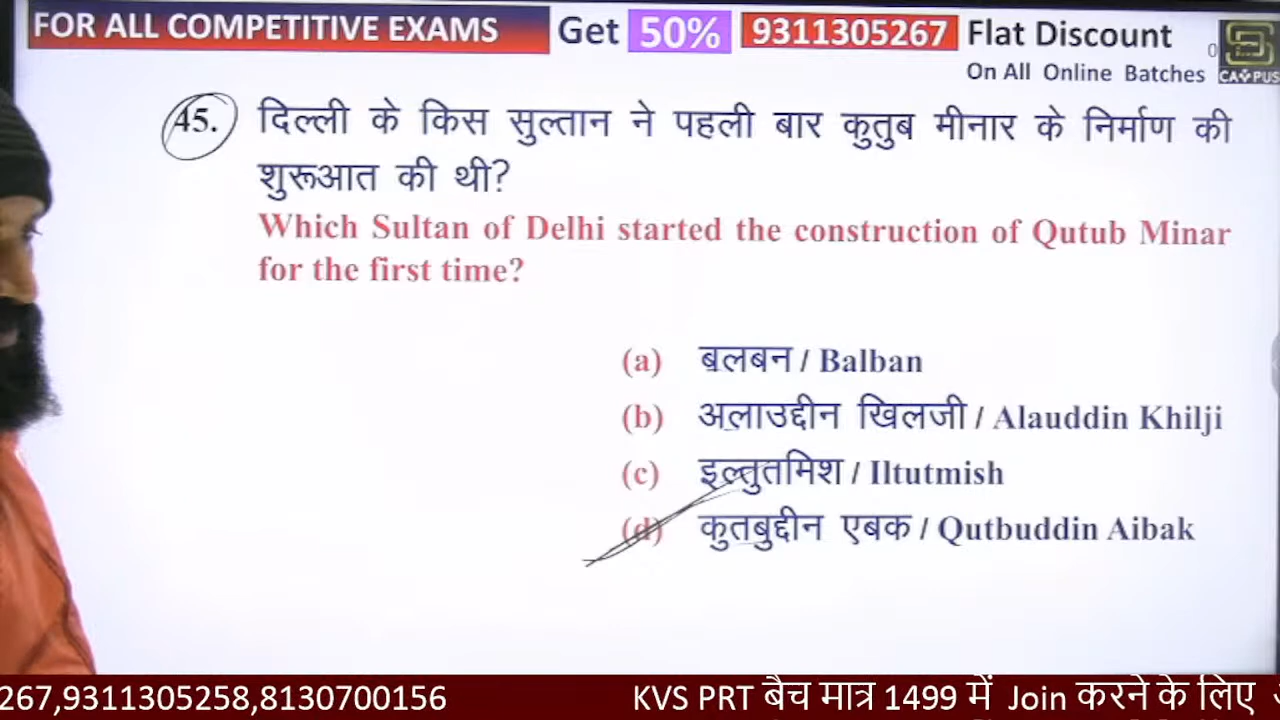 FOR ALL COMPETITIVE EXAMS Get 50% 9311305267 Flat Discount
On All Online Batches
CAMPUS
45. दिल्ली के किस सुल्तान ने पहली बार कुतुब मीनार के निर्माण की
शुरूआत की थी?
Which Sultan of Delhi started the construction of Qutub Minar
for the first time?
(a) बलबन / Balban
(b) अलाउद्दीन खिलजी / Alauddin Khilji
(c) इल्तुतमिश / Iltutmish
(d) कुतबुद्दीन एबक / Qutbuddin Aibak
267,9311305258,8130700156 KVS PRT बैच मात्र 1499 में Join करने के लिए